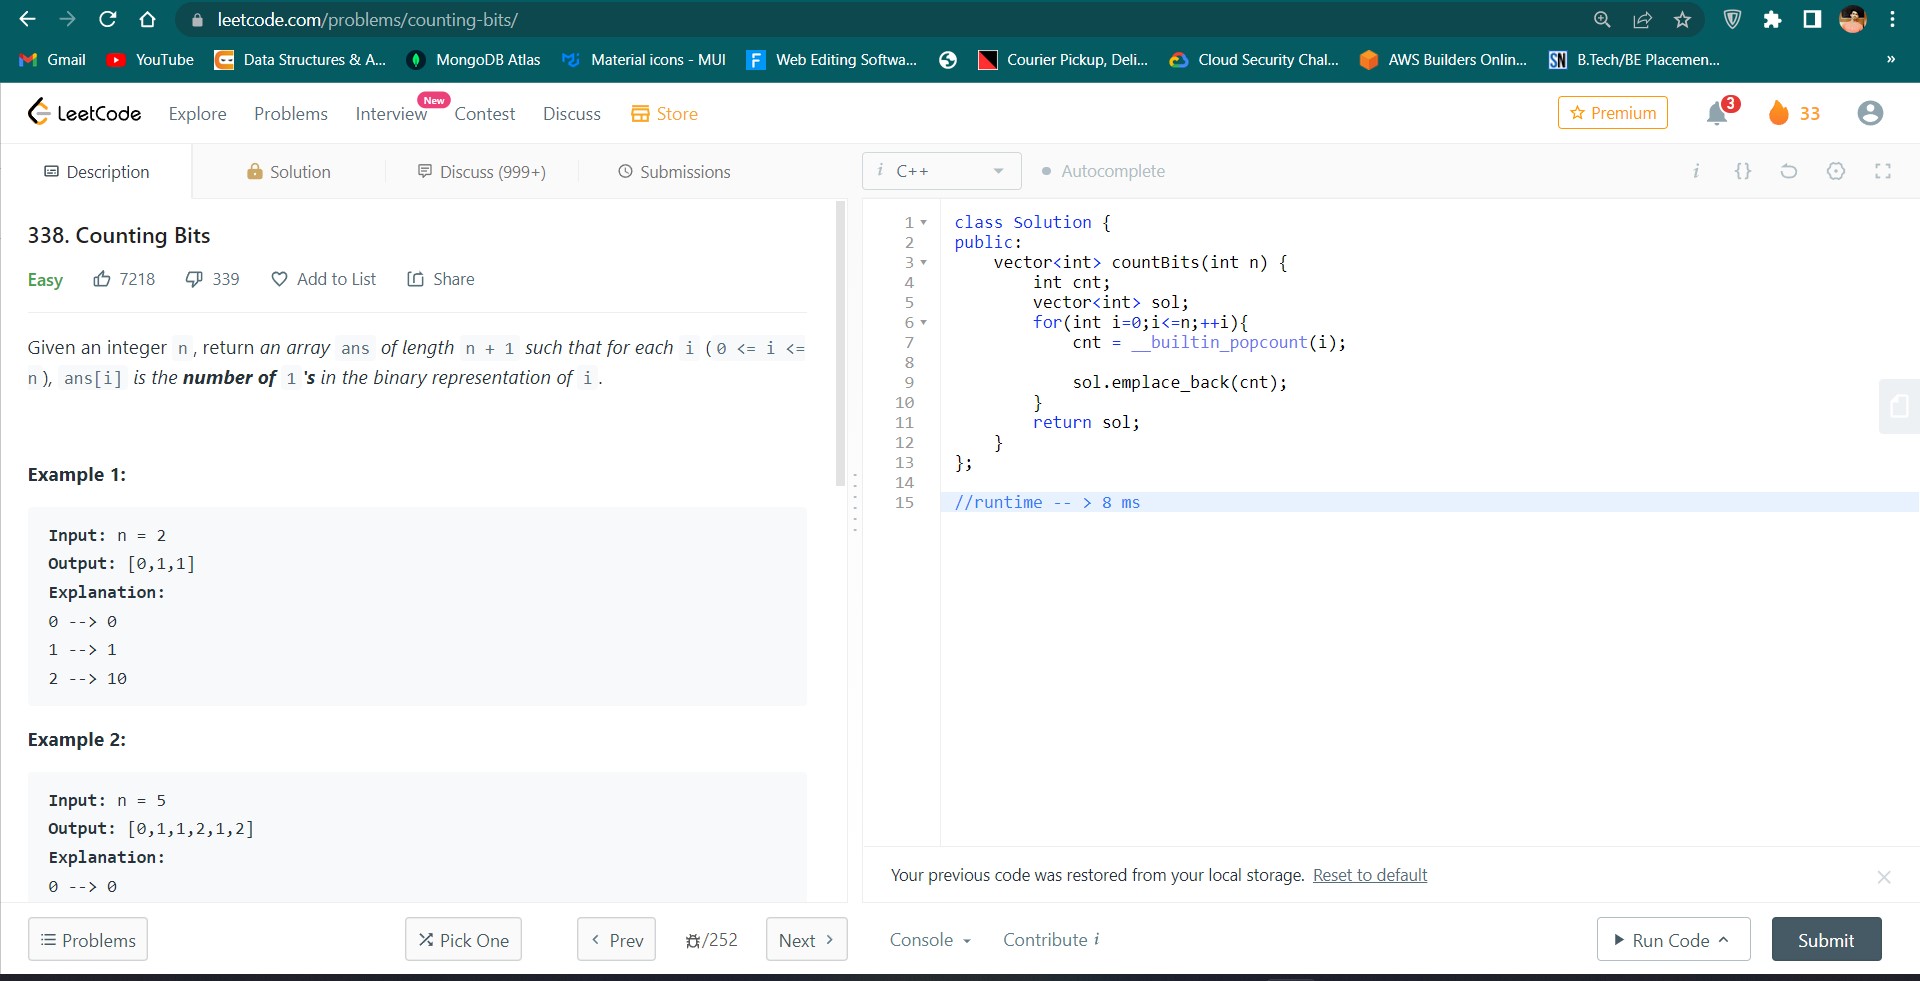 leetcode.com/problems/counting-bits/
Gmail YouTube Data Structures & A... MongoDB Atlas Material icons - MUI Web Editing Softwa... Courier Pickup, Deli... Cloud Security Chal... AWS Builders Onlin... SN B.Tech/BE Placemen... »
LeetCode Explore Problems Interview New Contest Discuss Store Premium 3 33
Description Solution Discuss (999+) Submissions
338. Counting Bits
Easy 7218 339 Add to List Share
Given an integer n, return an array ans of length n + 1 such that for each i (0 <= i <=
n), ans[i] is the number of 1's in the binary representation of i.
Example 1:
Input: n = 2
Output: [0,1,1]
Explanation:
0 --> 0
1 --> 1
2 --> 10
Example 2:
Input: n = 5
Output: [0,1,1,2,1,2]
Explanation:
0 --> 0
Problems Pick One < Prev /252 Next >
i C++ Autocomplete i {}
1 class Solution {
2 public:
3 vector<int> countBits(int n) {
4 int cnt;
5 vector<int> sol;
6 for(int i=0;i<=n;++i){
7 cnt = __builtin_popcount(i);
8
9 sol.emplace_back(cnt);
10 }
11 return sol;
12 }
13 };
14
15 //runtime -- > 8 ms
Your previous code was restored from your local storage. Reset to default
Console Contribute i Run Code Submit